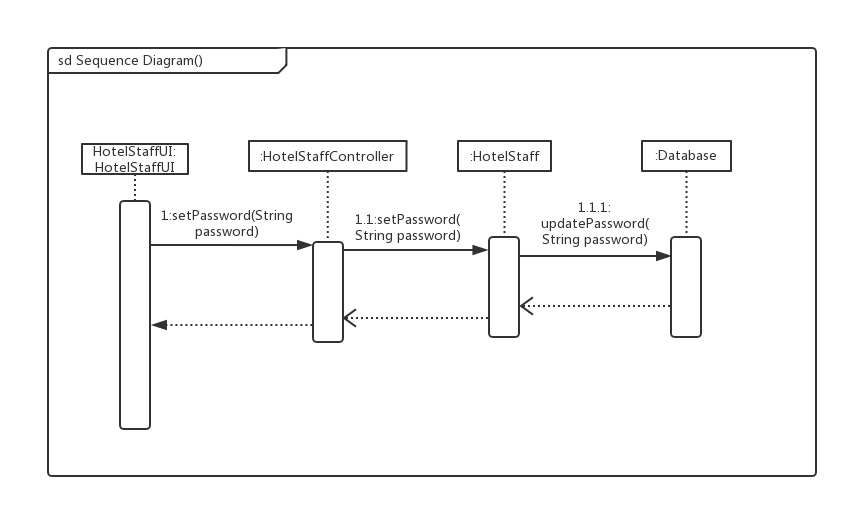 sd Sequence Diagram()
HotelStaffUI:
HotelStaffUI
:HotelStaffController
:HotelStaff
:Database
1:setPassword(String
password)
1.1:setPassword(
String password)
1.1.1:
updatePassword(
String password)